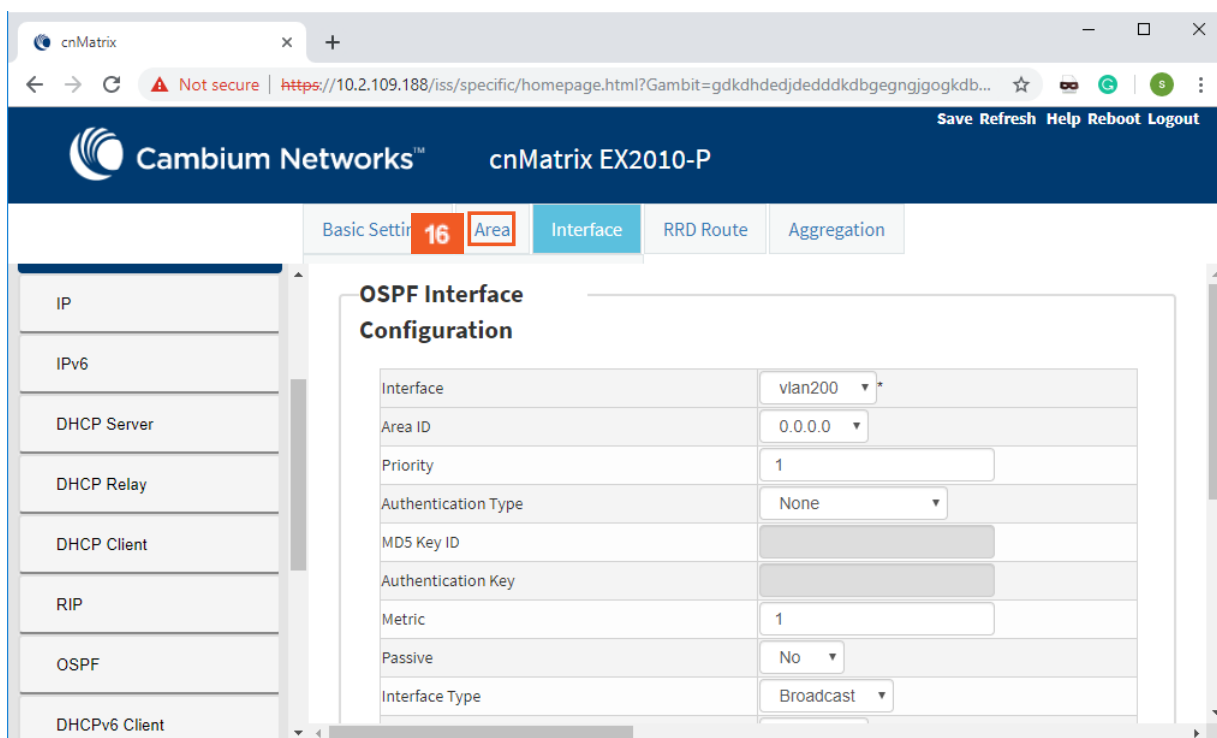 cnMatrix
Not secure | https://10.2.109.188/iss/specific/homepage.html?Gambit=gdkdhdedjdedddkdbgegngjgogkdb...
S
Save Refresh Help Reboot Logout
Cambium Networks™ cnMatrix EX2010-P
Basic Settin 16 Area Interface RRD Route Aggregation
IP
IPv6
DHCP Server
DHCP Relay
DHCP Client
RIP
OSPF
DHCPv6 Client
OSPF Interface
Configuration
Interface vlan200 *
Area ID 0.0.0.0
Priority 1
Authentication Type None
MD5 Key ID
Authentication Key
Metric 1
Passive No
Interface Type Broadcast